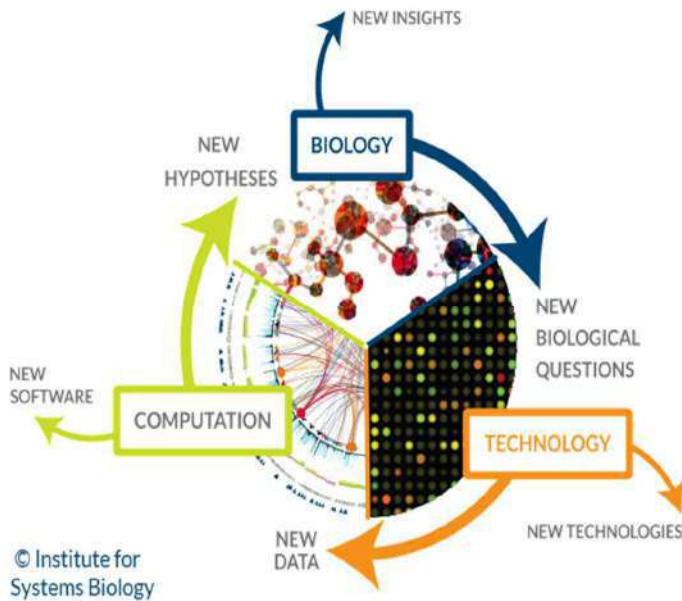 NEW INSIGHTS
BIOLOGY
NEW
HYPOTHESES
NEW
BIOLOGICAL
QUESTIONS
NEW
SOFTWARE
COMPUTATION
TECHNOLOGY
NEW
DATA
NEW TECHNOLOGIES
© Institute for
Systems Biology